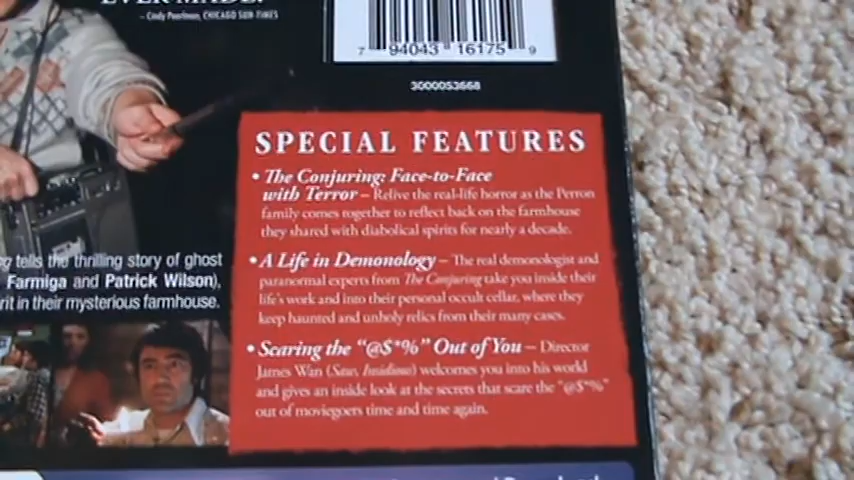 EVER MADE."
– Cindy Pearlman, CHICAGO SUN-TIMES
7 94043 16175 9
3000053668
SPECIAL FEATURES
• The Conjuring: Face-to-Face
with Terror – Relive the real-life horror as the Perron
family comes together to reflect back on the farmhouse
they shared with diabolical spirits for nearly a decade.
• A Life in Demonology – The real demonologist and
paranormal experts from The Conjuring take you inside their
life's work and into their personal occult cellar, where they
keep haunted and unholy relics from their many cases.
• Scaring the "@$*%" Out of You – Director
James Wan (Saw, Insidious) welcomes you into his world
and gives an inside look at the secrets that scare the "@$*%"
out of moviegoers time and time again.
tells the thrilling story of ghost
Farmiga and Patrick Wilson),
rit in their mysterious farmhouse.